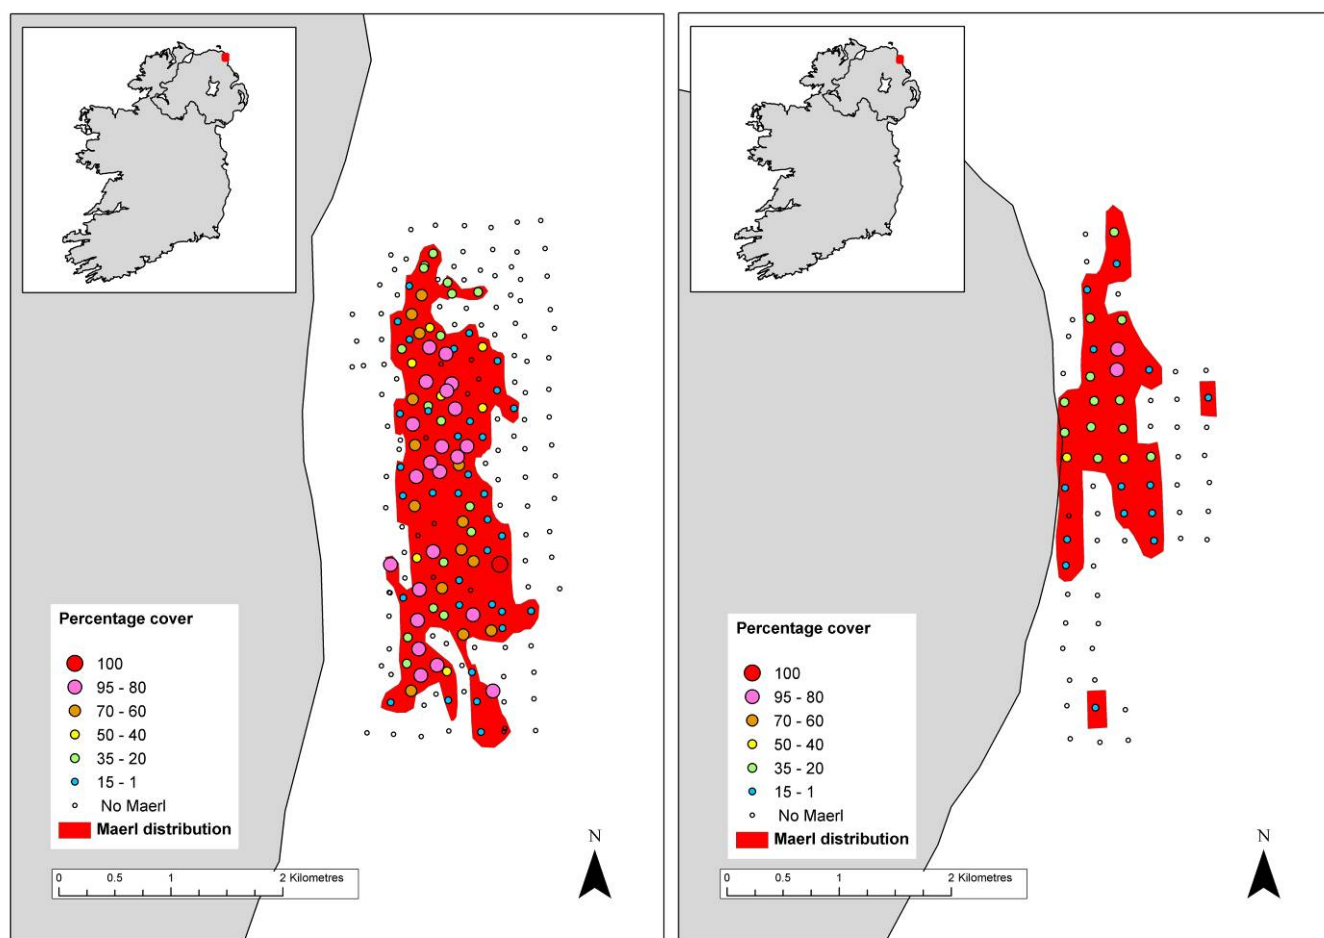 Percentage cover
100
95 - 80
70 - 60
50 - 40
35 - 20
15 - 1
No Maerl
Maerl distribution
0 0.5 1 2 Kilometres
N
Percentage cover
100
95 - 80
70 - 60
50 - 40
35 - 20
15 - 1
No Maerl
Maerl distribution
0 0.5 1 2 Kilometres
N